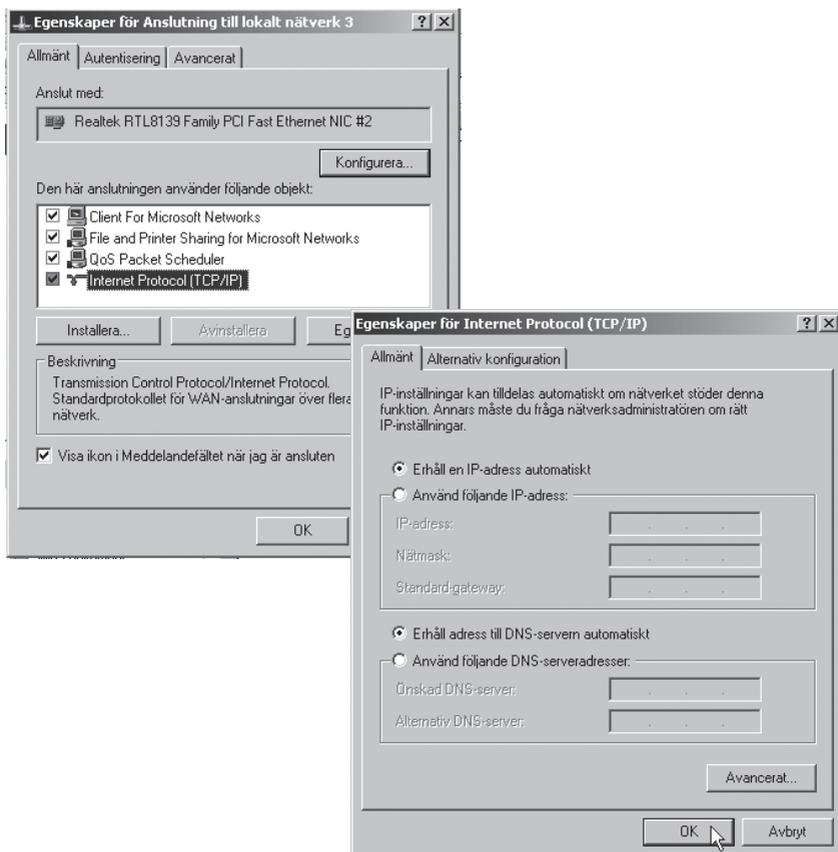 Egenskaper för Anslutning till lokalt nätverk 3
Allmänt Autentisering Avancerat
Anslut med:
Realtek RTL8139 Family PCI Fast Ethernet NIC #2
Konfigurera...
Den här anslutningen använder följande objekt:
Client For Microsoft Networks
File and Printer Sharing for Microsoft Networks
QoS Packet Scheduler
Internet Protocol (TCP/IP)
Installera... Avinstallera
Beskrivning
Transmission Control Protocol/Internet Protocol.
Standardprotokollet för WAN-anslutningar över flera
nätverk.
Visa ikon i Meddelandefältet när jag är ansluten
OK
Egenskaper för Internet Protocol (TCP/IP)
Allmänt Alternativ konfiguration
IP-inställningar kan tilldelas automatiskt om nätverket stöder denna
funktion. Annars måste du fråga nätverksadministratören om rätt
IP-inställningar.
Erhåll en IP-adress automatiskt
Använd följande IP-adress:
IP-adress:
Nätmask:
Standard-gateway:
Erhåll adress till DNS-servern automatiskt
Använd följande DNS-serveradresser:
Önskad DNS-server:
Alternativ DNS-server:
Avancerat...
OK Avbryt